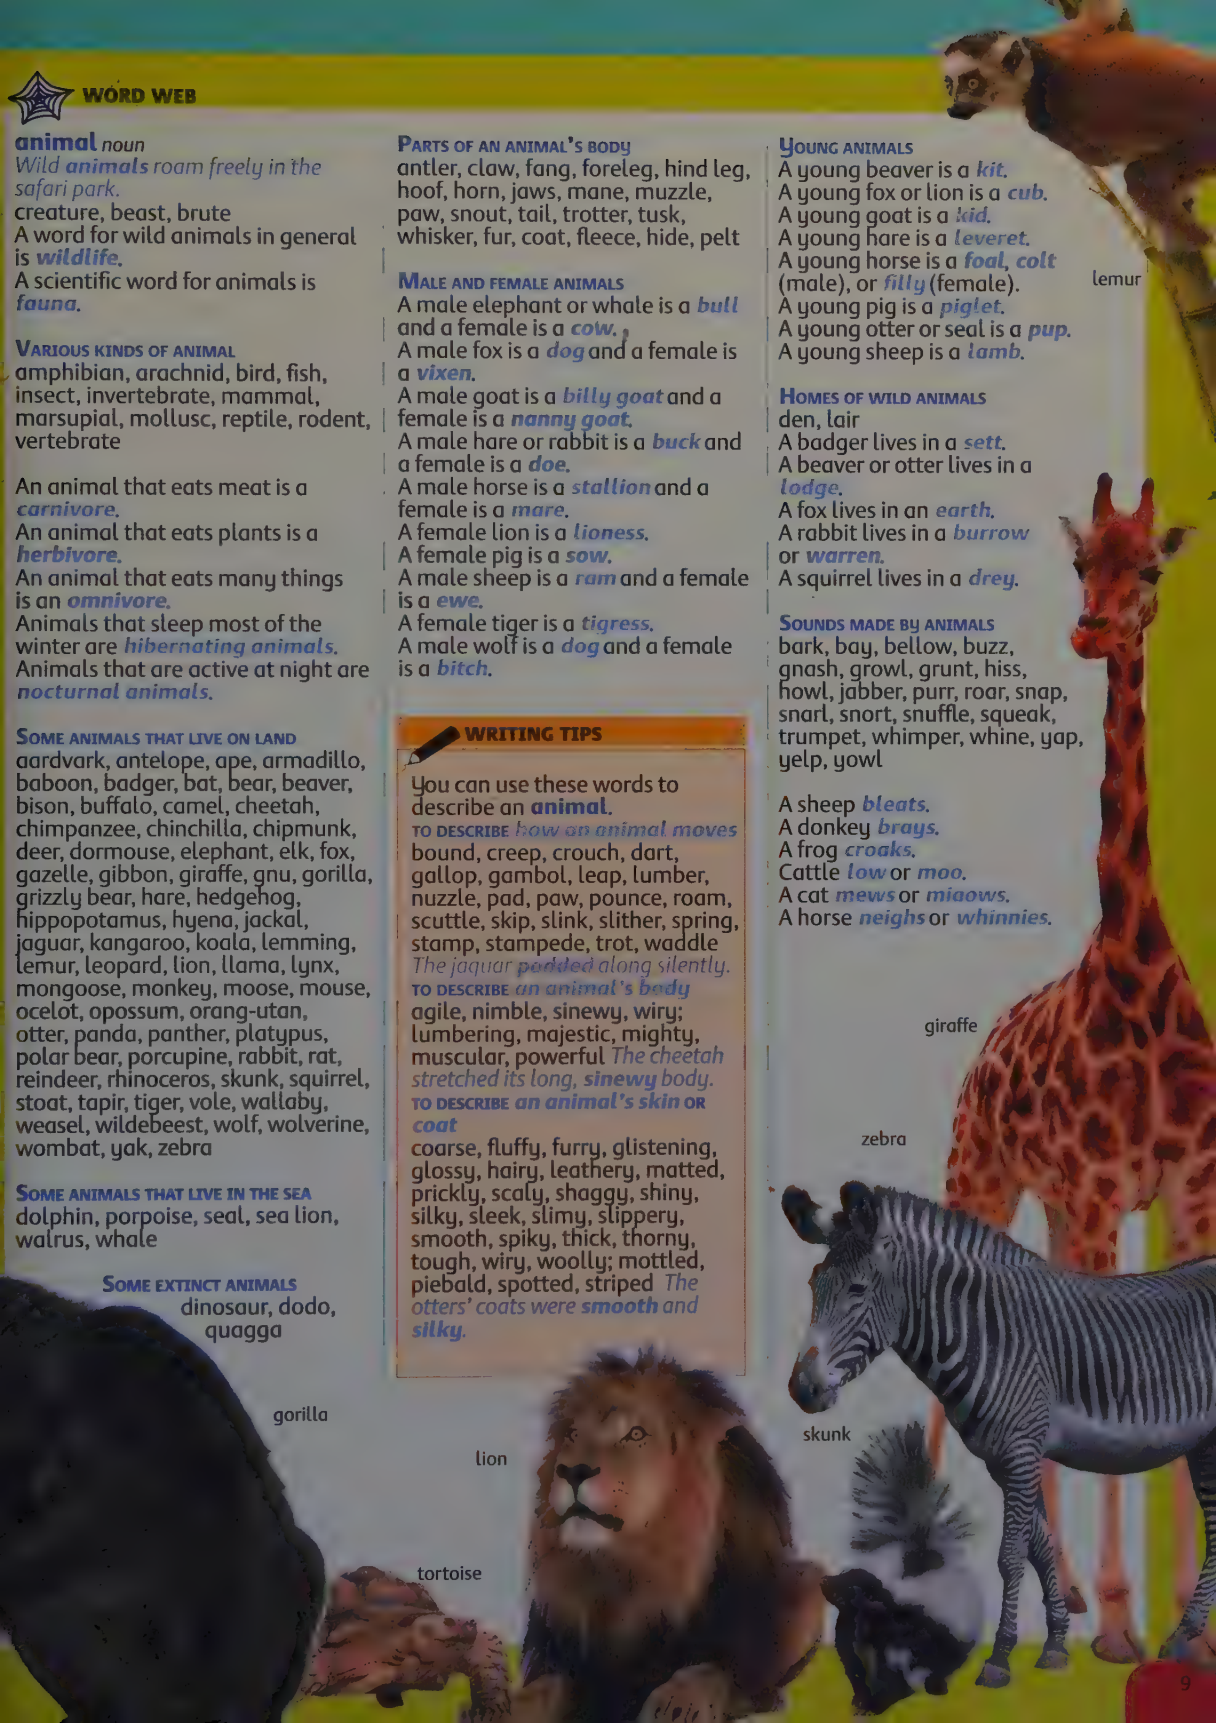 WORD WEB
animal noun
Wild animals roam freely in the
safari park.
creature, beast, brute
A word for wild animals in general
is wildlife.
A scientific word for animals is
fauna.
VARIOUS KINDS OF ANIMAL
amphibian, arachnid, bird, fish,
insect, invertebrate, mammal,
marsupial, mollusc, reptile, rodent,
vertebrate
An animal that eats meat is a
carnivore.
An animal that eats plants is a
herbivore.
An animal that eats many things
is an omnivore.
Animals that sleep most of the
winter are hibernating animals.
Animals that are active at night are
nocturnal animals.
SOME ANIMALS THAT LIVE ON LAND
aardvark, antelope, ape, armadillo,
baboon, badger, bat, bear, beaver,
bison, buffalo, camel, cheetah,
chimpanzee, chinchilla, chipmunk,
deer, dormouse, elephant, elk, fox,
gazelle, gibbon, giraffe, gnu, gorilla,
grizzly bear, hare, hedgehog,
hippopotamus, hyena, jackal,
jaguar, kangaroo, koala, lemming,
lemur, leopard, lion, llama, lynx,
mongoose, monkey, moose, mouse,
ocelot, opossum, orang-utan,
otter, panda, panther, platypus,
polar bear, porcupine, rabbit, rat,
reindeer, rhinoceros, skunk, squirrel,
stoat, tapir, tiger, vole, wallaby,
weasel, wildebeest, wolf, wolverine,
wombat, yak, zebra
SOME ANIMALS THAT LIVE IN THE SEA
dolphin, porpoise, seal, sea lion,
walrus, whale
SOME EXTINCT ANIMALS
dinosaur, dodo,
quagga
PARTS OF AN ANIMAL'S BODY
antler, claw, fang, foreleg, hind leg,
hoof, horn, jaws, mane, muzzle,
paw, snout, tail, trotter, tusk,
whisker, fur, coat, fleece, hide, pelt
MALE AND FEMALE ANIMALS
A male elephant or whale is a bull
and a female is a cow.
A male fox is a dog and a female is
a vixen.
A male goat is a billy goat and a
female is a nanny goat.
A male hare or rabbit is a buck and
a female is a doe.
A male horse is a stallion and a
female is a mare.
A female lion is a lioness.
A female pig is a sow.
A male sheep is a ram and a female
is a ewe.
A female tiger is a tigress.
A male wolf is a dog and a female
is a bitch.
WRITING TIPS
You can use these words to
describe an animal.
TO DESCRIBE how an animal moves
bound, creep, crouch, dart,
gallop, gambol, leap, lumber,
nuzzle, pad, paw, pounce, roam,
scuttle, skip, slink, slither, spring,
stamp, stampede, trot, waddle
The jaguar padded along silently.
TO DESCRIBE an animal's body
agile, nimble, sinewy, wiry;
lumbering, majestic, mighty,
muscular, powerful The cheetah
stretched its long, sinewy body.
TO DESCRIBE an animal's skin OR
coat
coarse, fluffy, furry, glistening,
glossy, hairy, leathery, matted,
prickly, scaly, shaggy, shiny,
silky, sleek, slimy, slippery,
smooth, spiky, thick, thorny,
tough, wiry, woolly; mottled,
piebald, spotted, striped The
otters' coats were smooth and
silky.
YOUNG ANIMALS
A young beaver is a kit.
A young fox or lion is a cub.
A young goat is a kid.
A young hare is a leveret.
A young horse is a foal, colt
(male), or filly (female).
A young pig is a piglet.
A young otter or seal is a pup.
A young sheep is a lamb.
HOMES OF WILD ANIMALS
den, lair
A badger lives in a sett.
A beaver or otter lives in a
lodge.
A fox lives in an earth.
A rabbit lives in a burrow
or warren.
A squirrel lives in a drey.
SOUNDS MADE BY ANIMALS
bark, bay, bellow, buzz,
gnash, growl, grunt, hiss,
howl, jabber, purr, roar, snap,
snarl, snort, snuffle, squeak,
trumpet, whimper, whine, yap,
yelp, yowl
A sheep bleats.
A donkey brays.
A frog croaks.
Cattle low or moo.
A cat mews or miaows.
A horse neighs or whinnies.
lemur
giraffe
zebra
skunk
gorilla
lion
tortoise
9